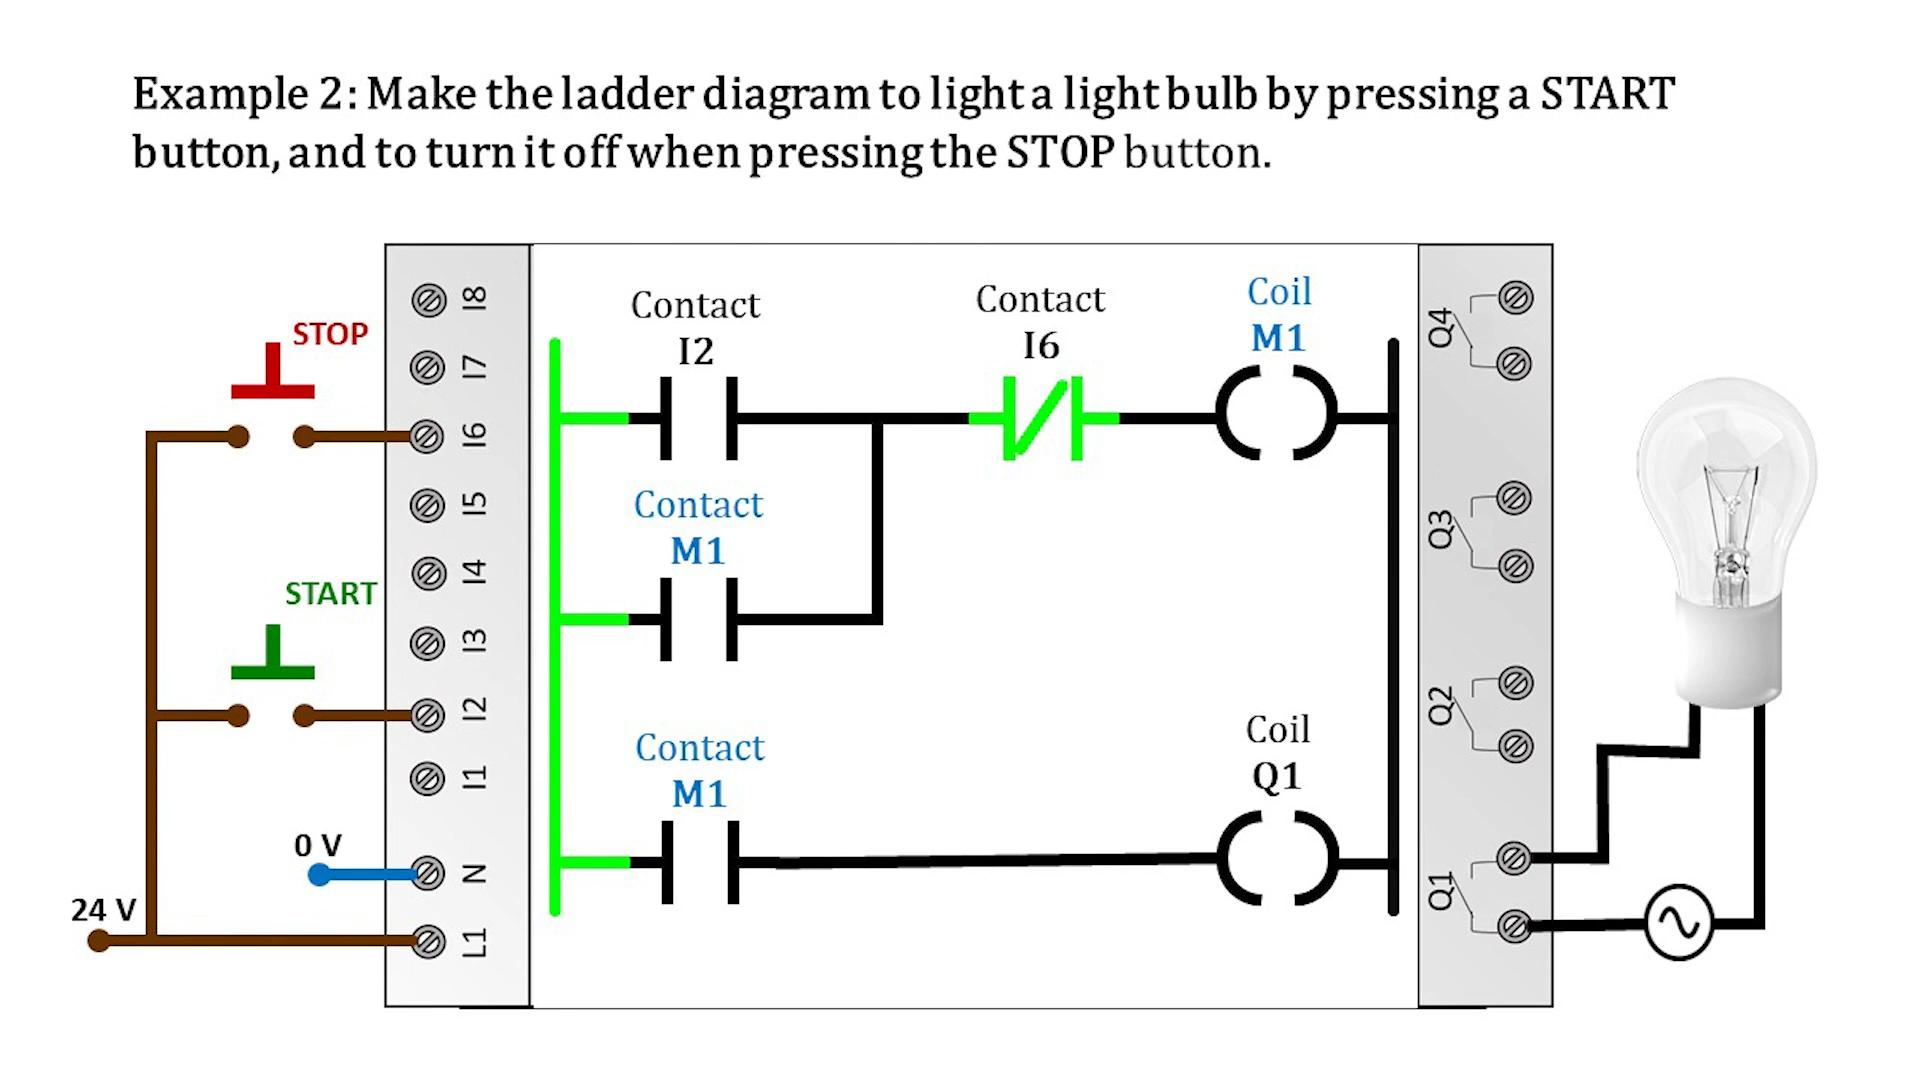 Example 2: Make the ladder diagram to light a light bulb by pressing a START
button, and to turn it off when pressing the STOP button.
STOP
START
0 V
24 V
I8
I7
I6
I5
I4
I3
I2
I1
N
L1
Contact
I2
Contact
I6
Coil
M1
Contact
M1
Contact
M1
Coil
Q1
Q4
Q3
Q2
Q1